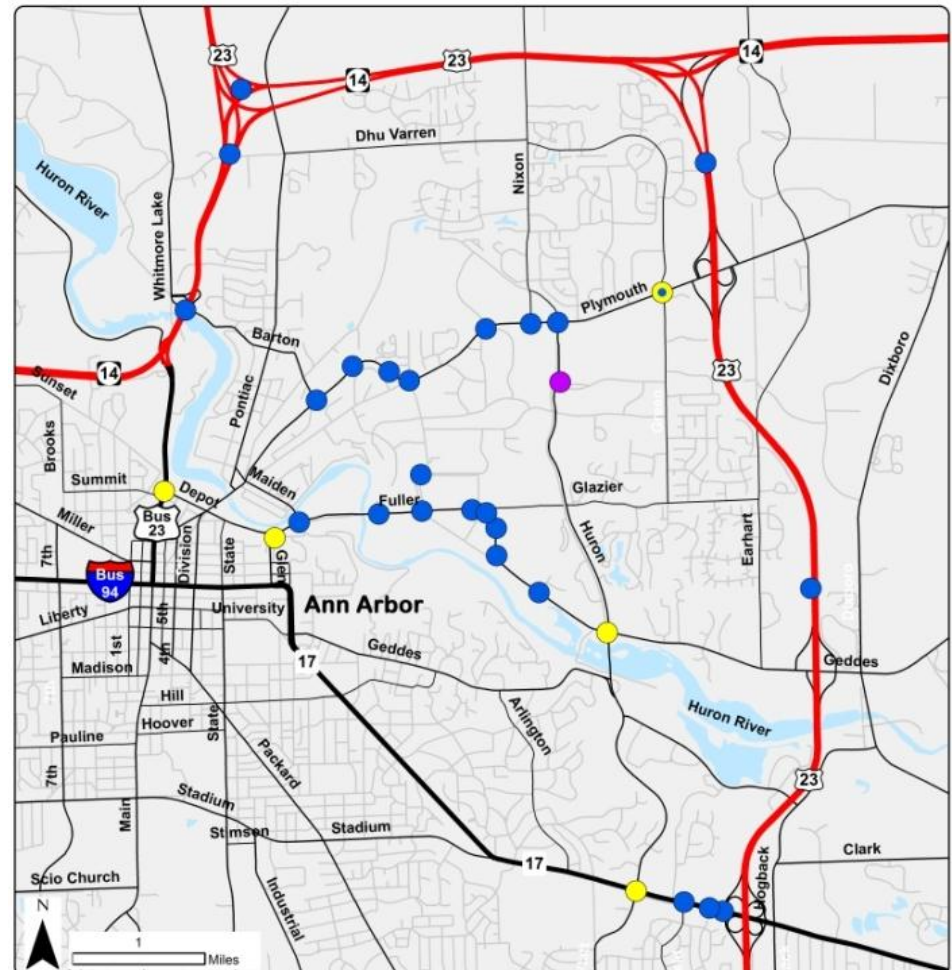 23
14
23
14
Dhu Varren
Nixon
Huron River
Whitmore Lake
Plymouth
Barton
14
23
Dixboro
Sunset
Pontiac
Green
Brooks
Summit
Depot
Maiden
Fuller
Glazier
Miller
Bus
23
Division
State
Glen
Huron
Earhart
7th
Bus
94
Liberty
5th
University
Ann Arbor
1st
4th
Madison
17
Geddes
Geddes
Hill
Hoover
State
Pauline
Arlington
Huron River
7th
Packard
23
Main
Stadium
Stimson
Stadium
17
Clark
Hogback
Scio Church
Industrial
N
1
Miles